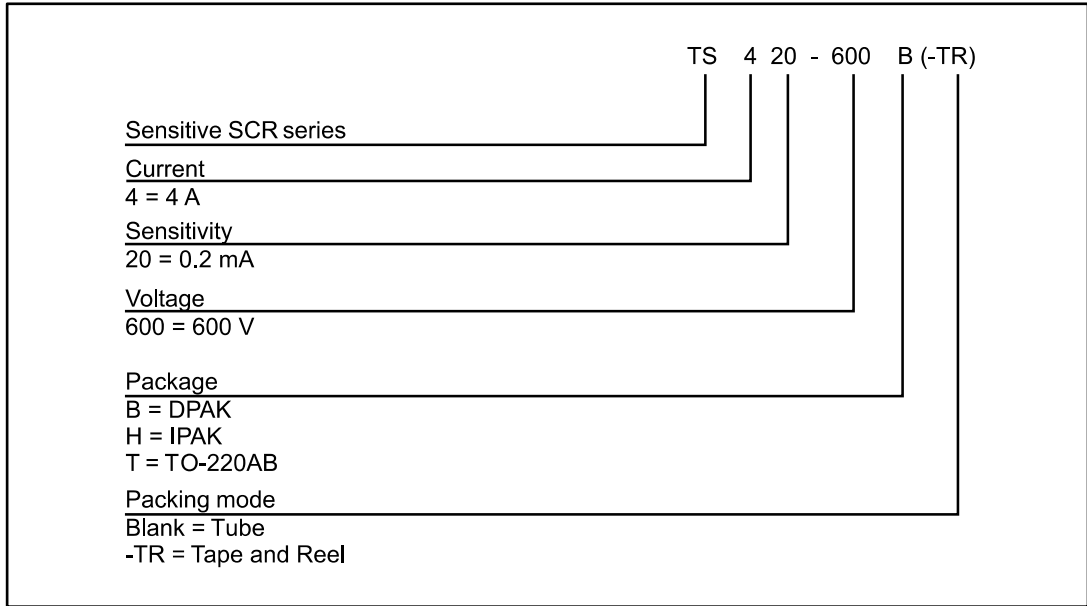 TS 4 20 - 600 B (-TR)
Sensitive SCR series
Current
4 = 4 A
Sensitivity
20 = 0.2 mA
Voltage
600 = 600 V
Package
B = DPAK
H = IPAK
T = TO-220AB
Packing mode
Blank = Tube
-TR = Tape and Reel